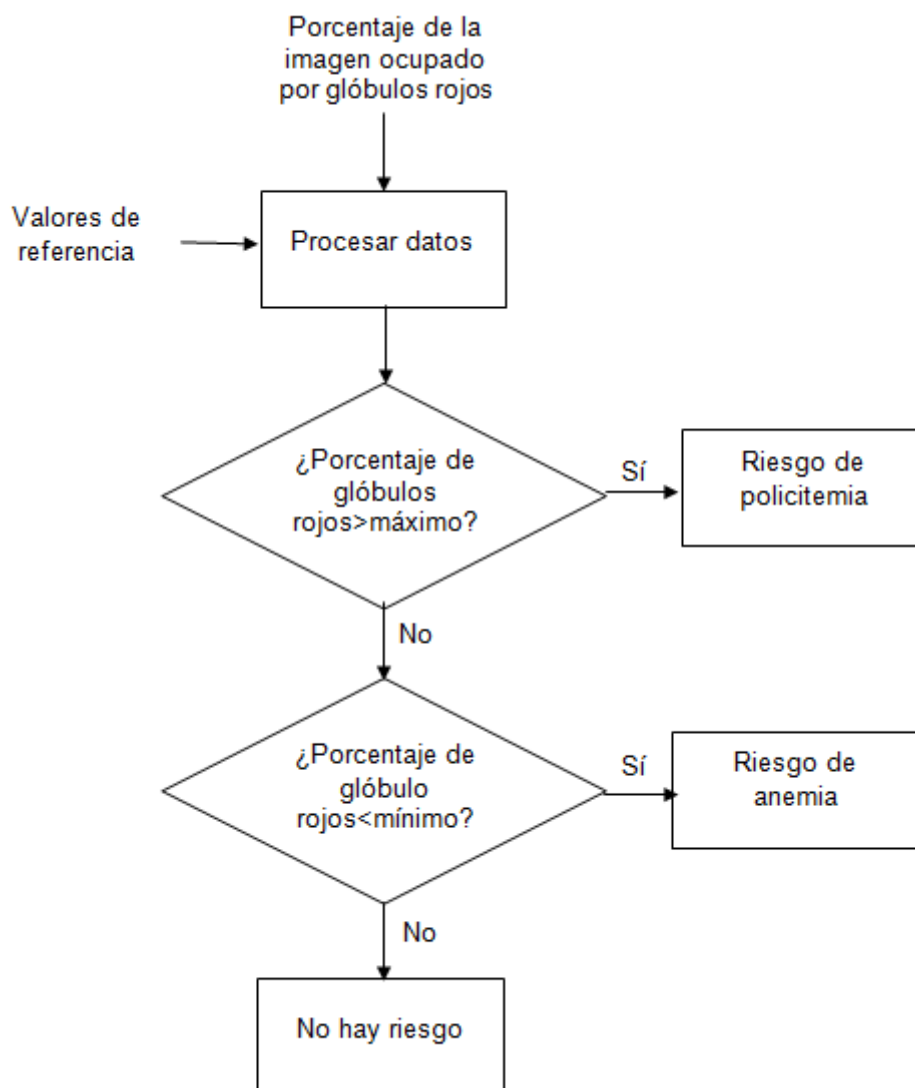 Porcentaje de la
imagen ocupado
por glóbulos rojos
Valores de
referencia
Procesar datos
¿Porcentaje de
glóbulos
rojos>máximo?
Sí
Riesgo de
policitemia
No
¿Porcentaje de
glóbulo
rojos<mínimo?
Sí
Riesgo de
anemia
No
No hay riesgo